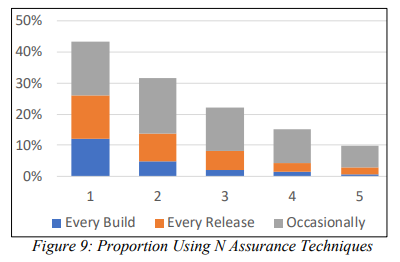 50%
40%
30%
20%
10%
0%
1 2 3 4 5
Every Build Every Release Occasionally
Figure 9: Proportion Using N Assurance Techniques